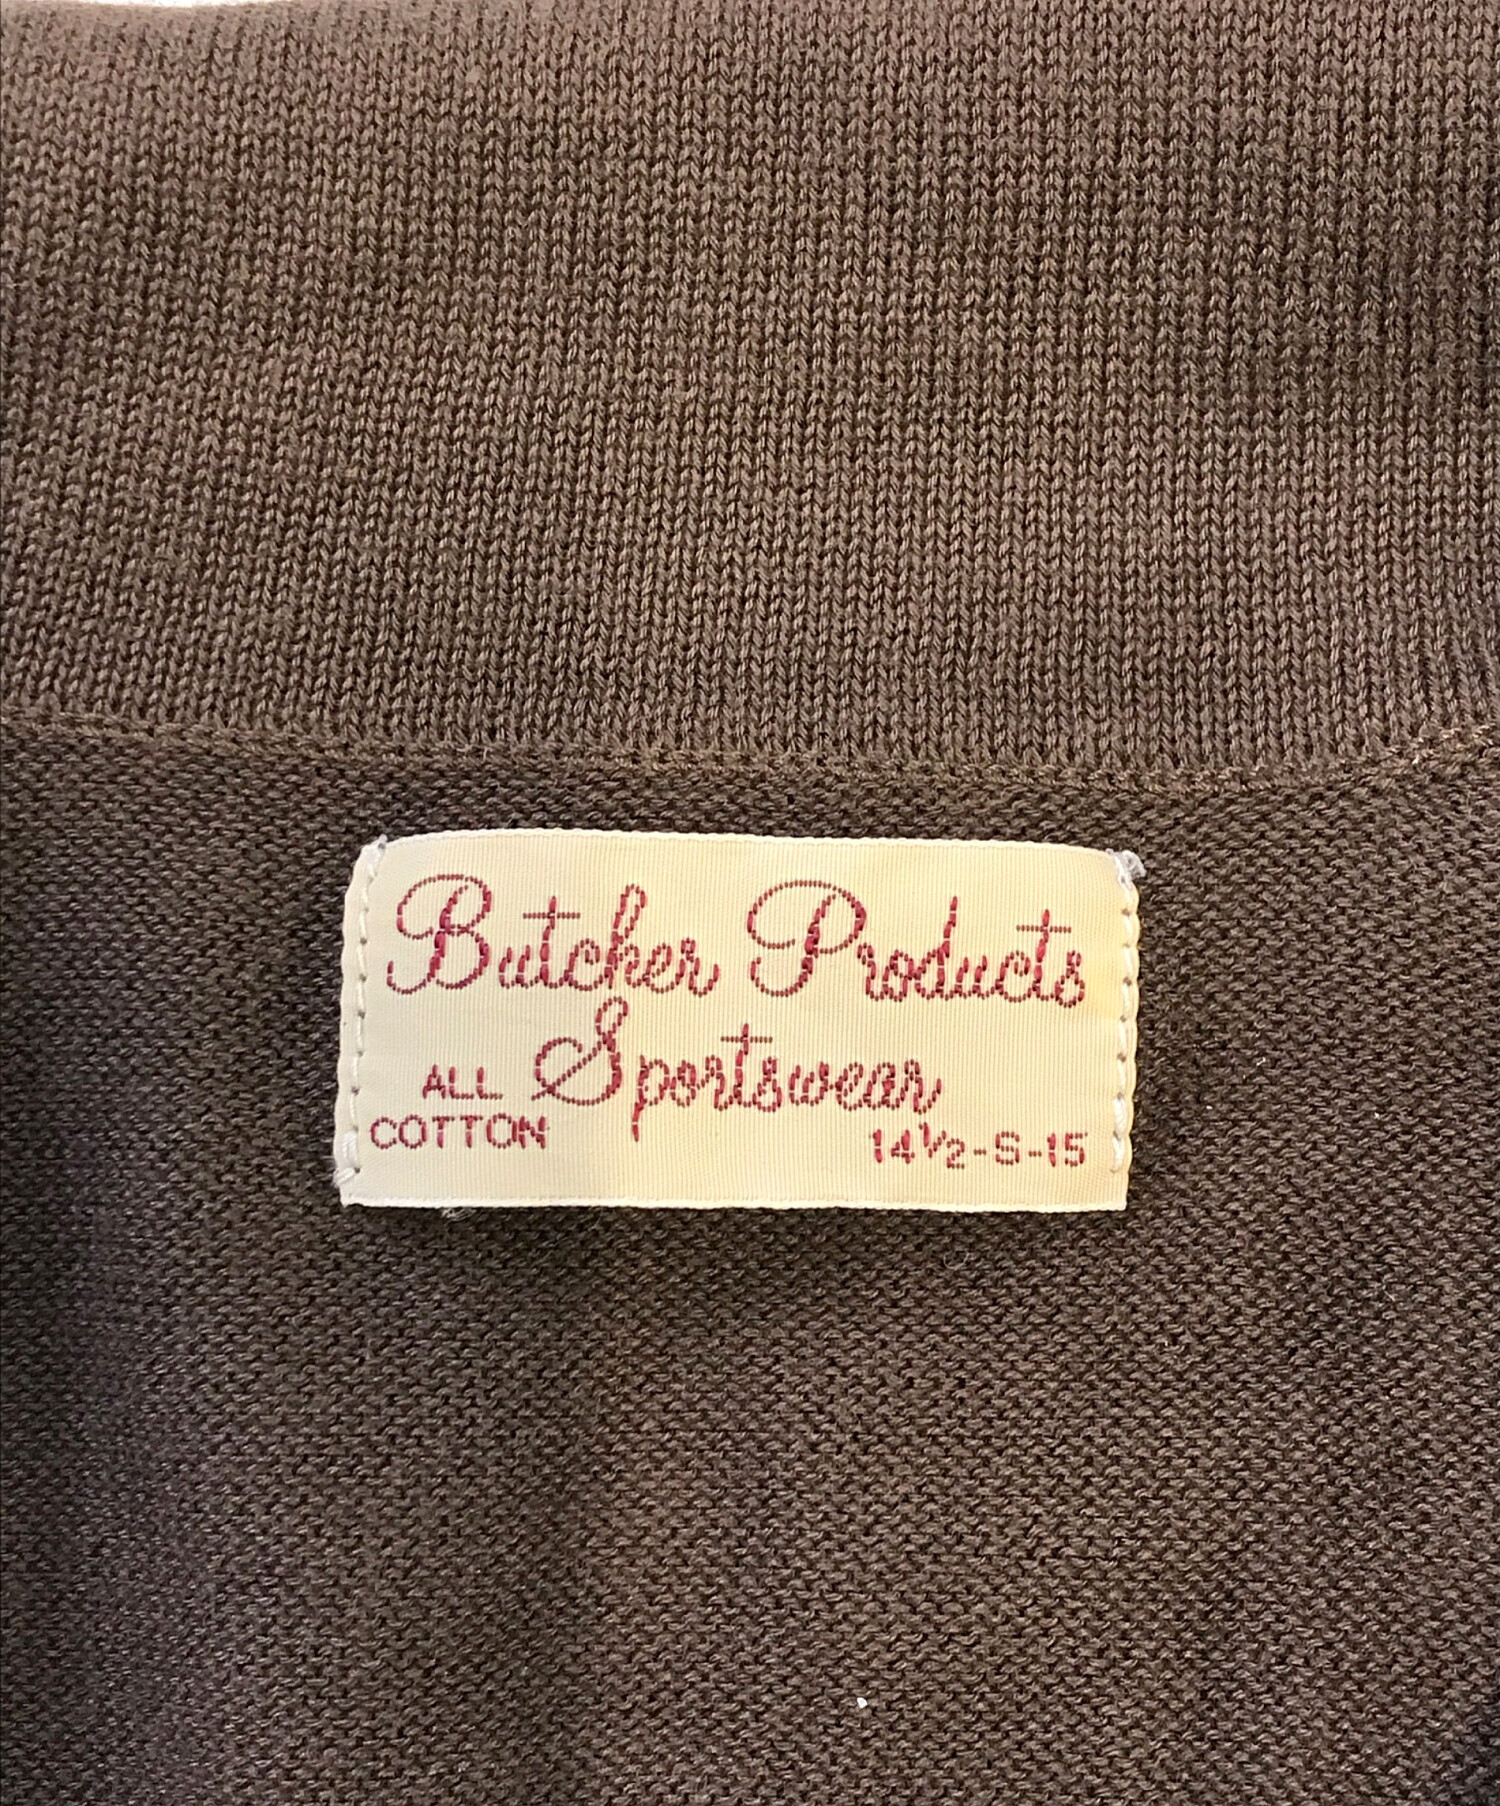 Butcher Products
Sportswear
ALL
COTTON
14½-S-15